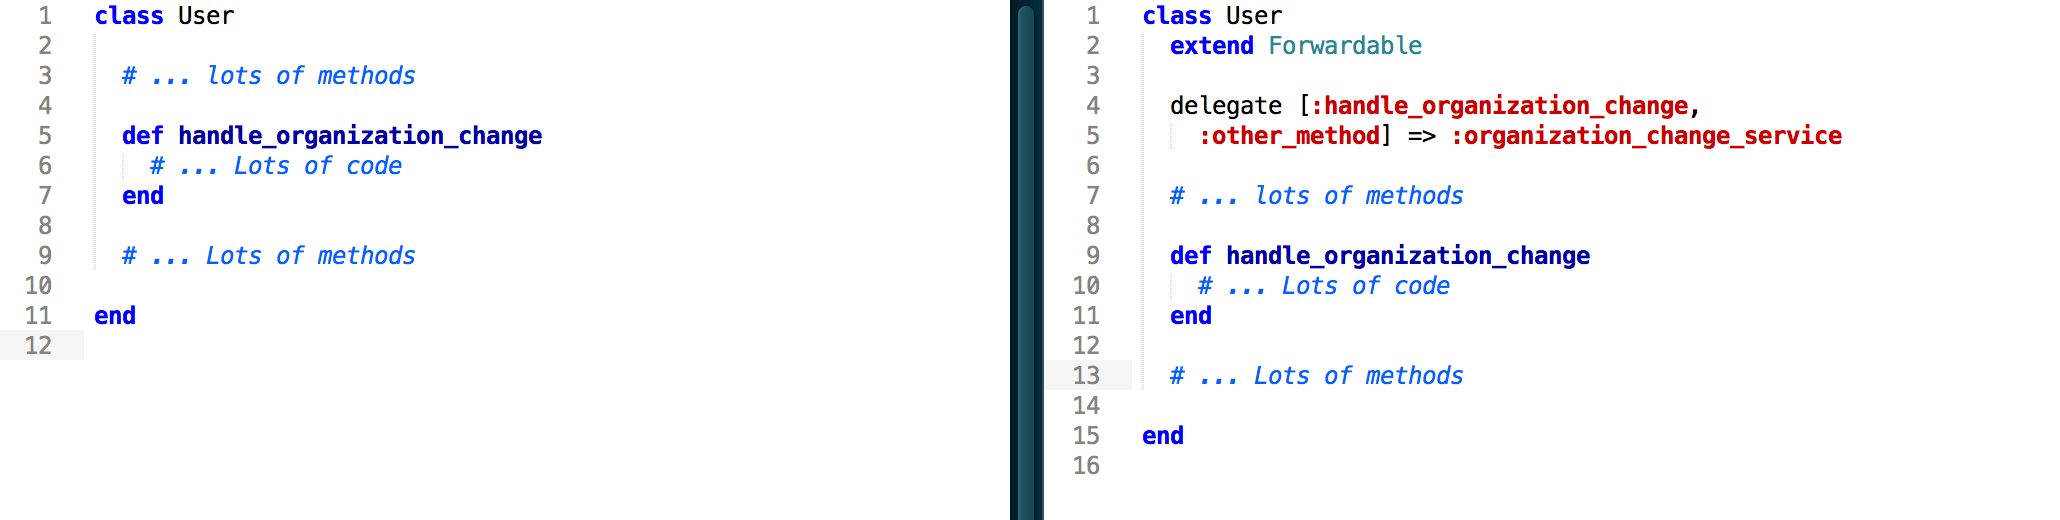 1 class User
2
3 # ... lots of methods
4
5 def handle_organization_change
6 # ... Lots of code
7 end
8
9 # ... Lots of methods
10
11 end
12
1 class User
2 extend Forwardable
3
4 delegate [:handle_organization_change,
5 :other_method] => :organization_change_service
6
7 # ... lots of methods
8
9 def handle_organization_change
10 # ... Lots of code
11 end
12
13 # ... Lots of methods
14
15 end
16